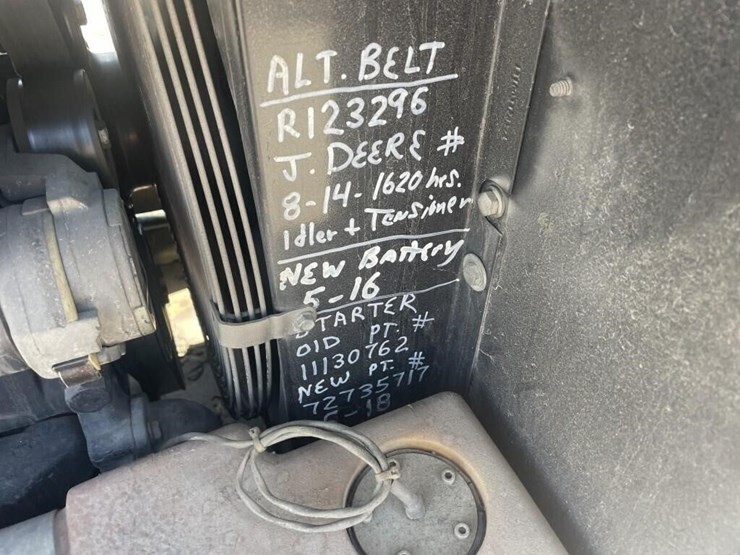 ALT. BELT
R123296
J. DEERE #
8-14-1620 hrs.
Idler + Tensioner
NEW BATTERY
5-16
STARTER
OLD PT. #
11130762
NEW PT. #
72735717